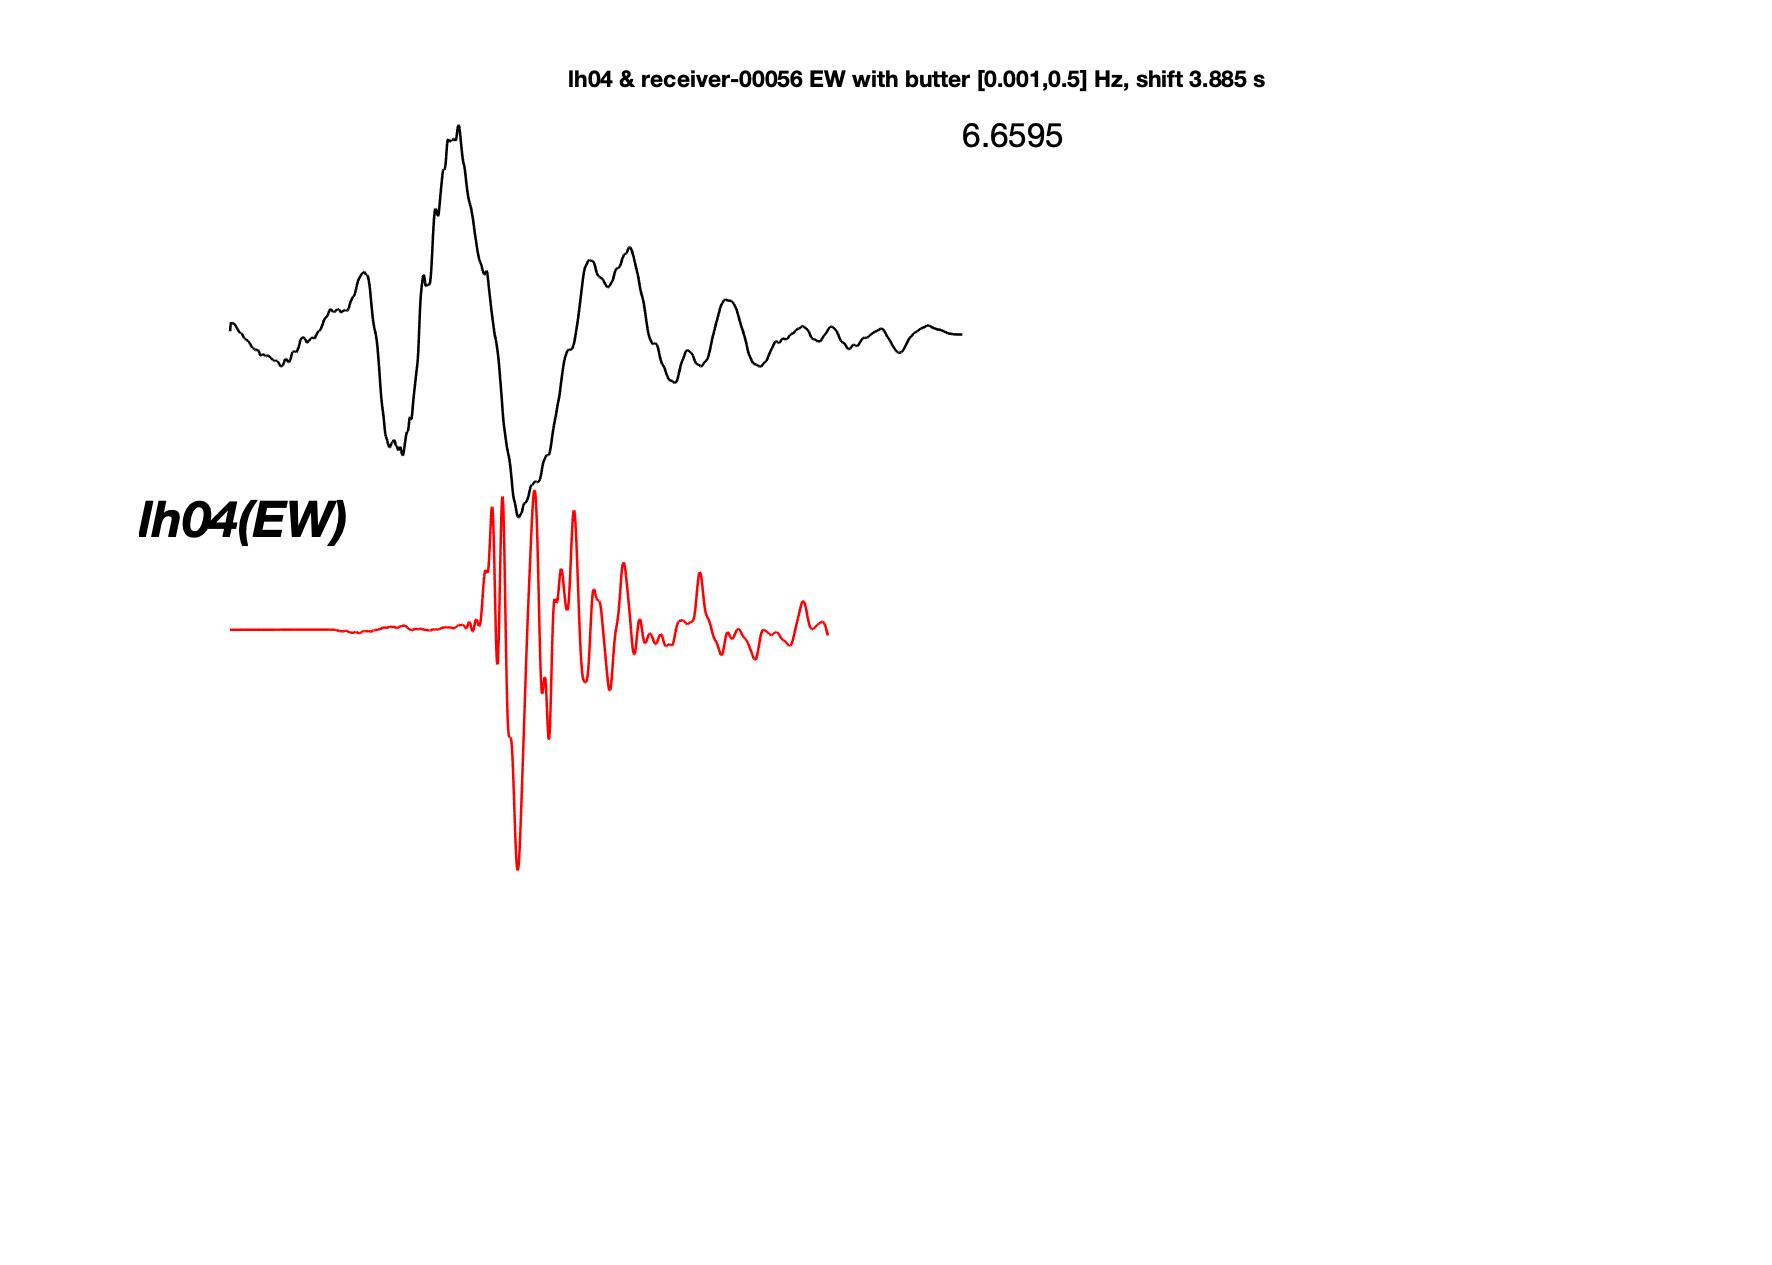 lh04 & receiver-00056 EW with butter [0.001,0.5] Hz, shift 3.885 s
6.6595
lh04(EW)